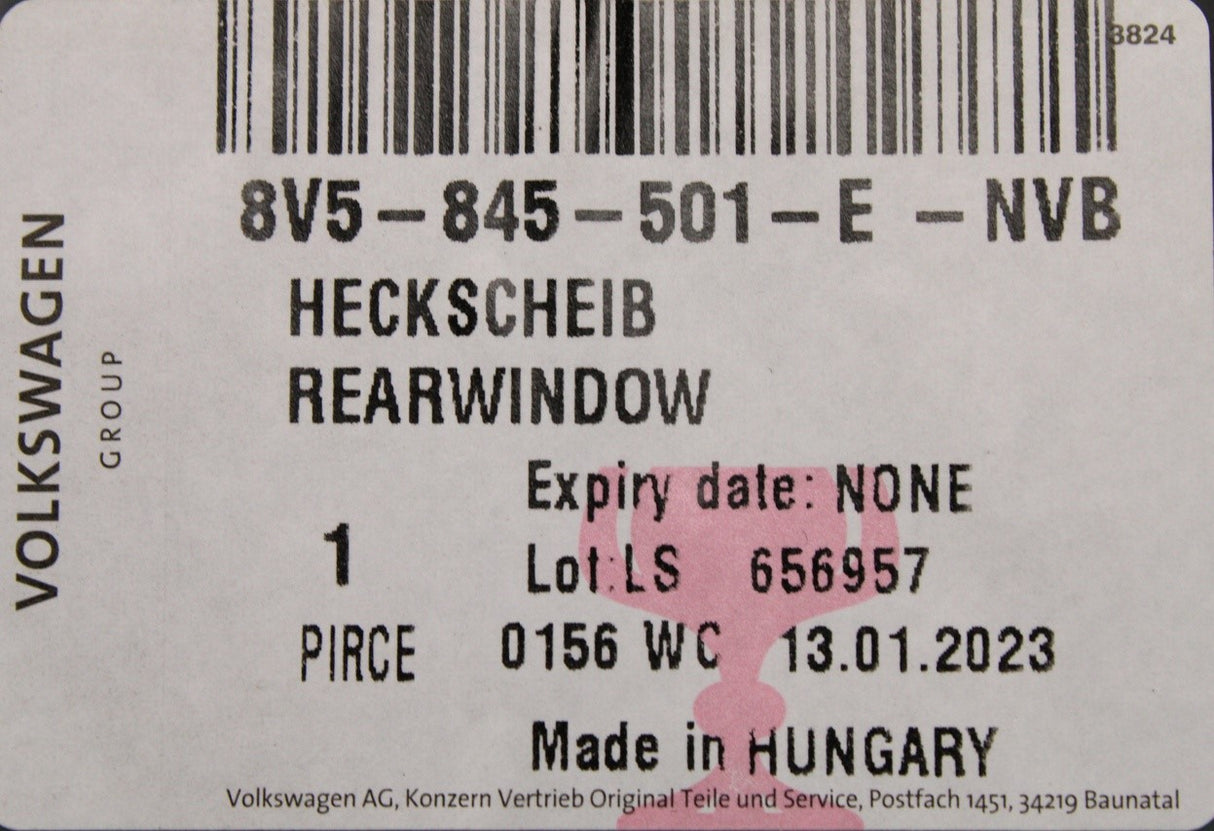 3824
8V5-845-501-E -NVB
HECKSCHEIB
REARWINDOW
Expiry date: NONE
1 Lot:LS 656957
PIRCE 0156 WC 13.01.2023
Made in HUNGARY
Volkswagen AG, Konzern Vertrieb Original Teile und Service, Postfach 1451, 34219 Baunatal
VOLKSWAGEN
GROUP